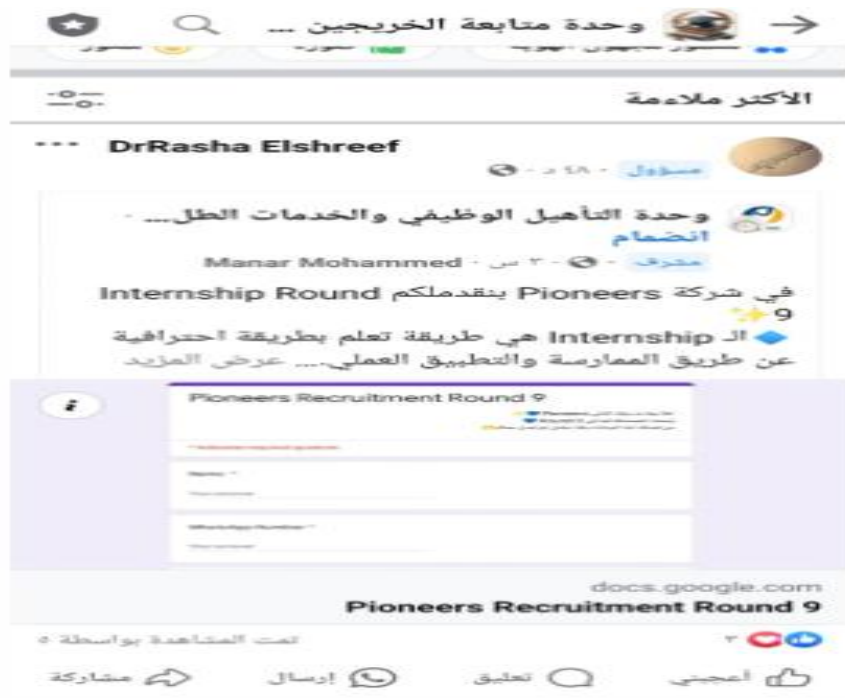 وحدة متابعة الخريجين ...
الأكثر ملاءمة
DrRasha Elshreef
مسؤول · ٤٨ د ·
وحدة التأهيل الوظيفي والخدمات الطل... ·
انضمام
مشرف · ٣ س · Manar Mohammed
في شركة Pioneers بنقدملكم Internship Round
9✨
🔷الـ Internship هي طريقة تعلم بطريقة احترافية
عن طريق الممارسة والتطبيق العملي.... عرض المزيد
Pioneers Recruitment Round 9
Name *
WhatsApp Number *
docs.google.com
Pioneers Recruitment Round 9
٣
تمت المشاهدة بواسطة ٥
أعجبني
تعليق
إرسال
مشاركة